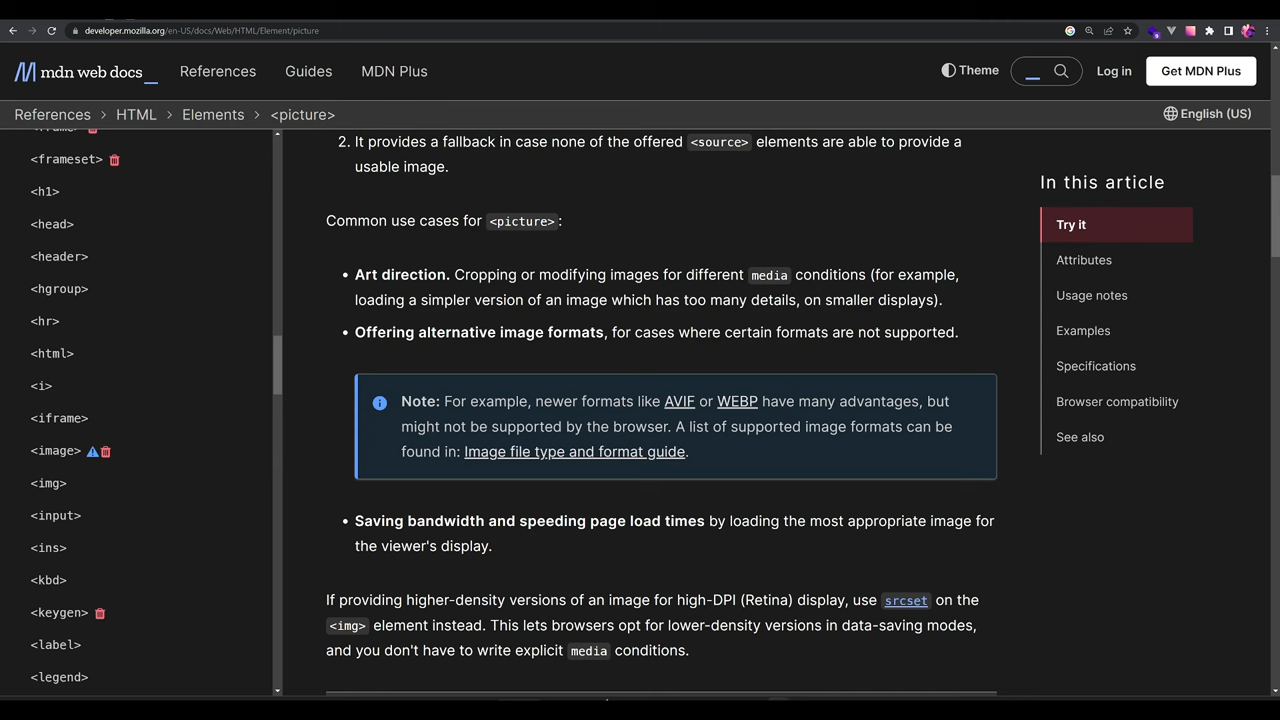 developer.mozilla.org/en-US/docs/Web/HTML/Element/picture
mdn web docs_
References
Guides
MDN Plus
Theme
Log in
Get MDN Plus
References
HTML
Elements
<picture>
English (US)
<frame>
<frameset>
<h1>
<head>
<header>
<hgroup>
<hr>
<html>
<i>
<iframe>
<image>
<img>
<input>
<ins>
<kbd>
<keygen>
<label>
<legend>
2. It provides a fallback in case none of the offered <source> elements are able to provide a
usable image.
Common use cases for <picture>:
• Art direction. Cropping or modifying images for different media conditions (for example,
loading a simpler version of an image which has too many details, on smaller displays).
• Offering alternative image formats, for cases where certain formats are not supported.
Note: For example, newer formats like AVIF or WEBP have many advantages, but
might not be supported by the browser. A list of supported image formats can be
found in: Image file type and format guide.
• Saving bandwidth and speeding page load times by loading the most appropriate image for
the viewer's display.
If providing higher-density versions of an image for high-DPI (Retina) display, use srcset on the
<img> element instead. This lets browsers opt for lower-density versions in data-saving modes,
and you don't have to write explicit media conditions.
In this article
Try it
Attributes
Usage notes
Examples
Specifications
Browser compatibility
See also